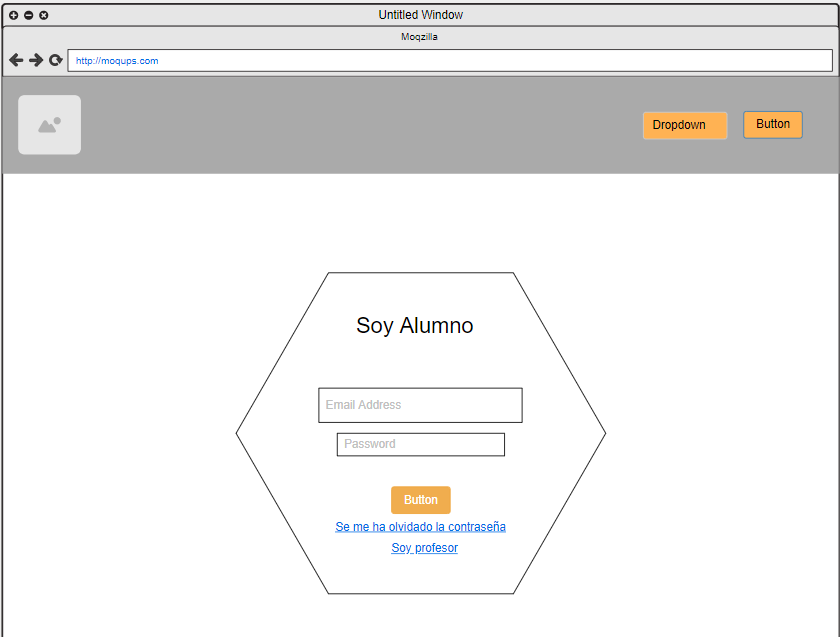 Untitled Window
Moqzilla
http://moqups.com
Dropdown
Button
Soy Alumno
Email Address
Password
Button
Se me ha olvidado la contraseña
Soy profesor